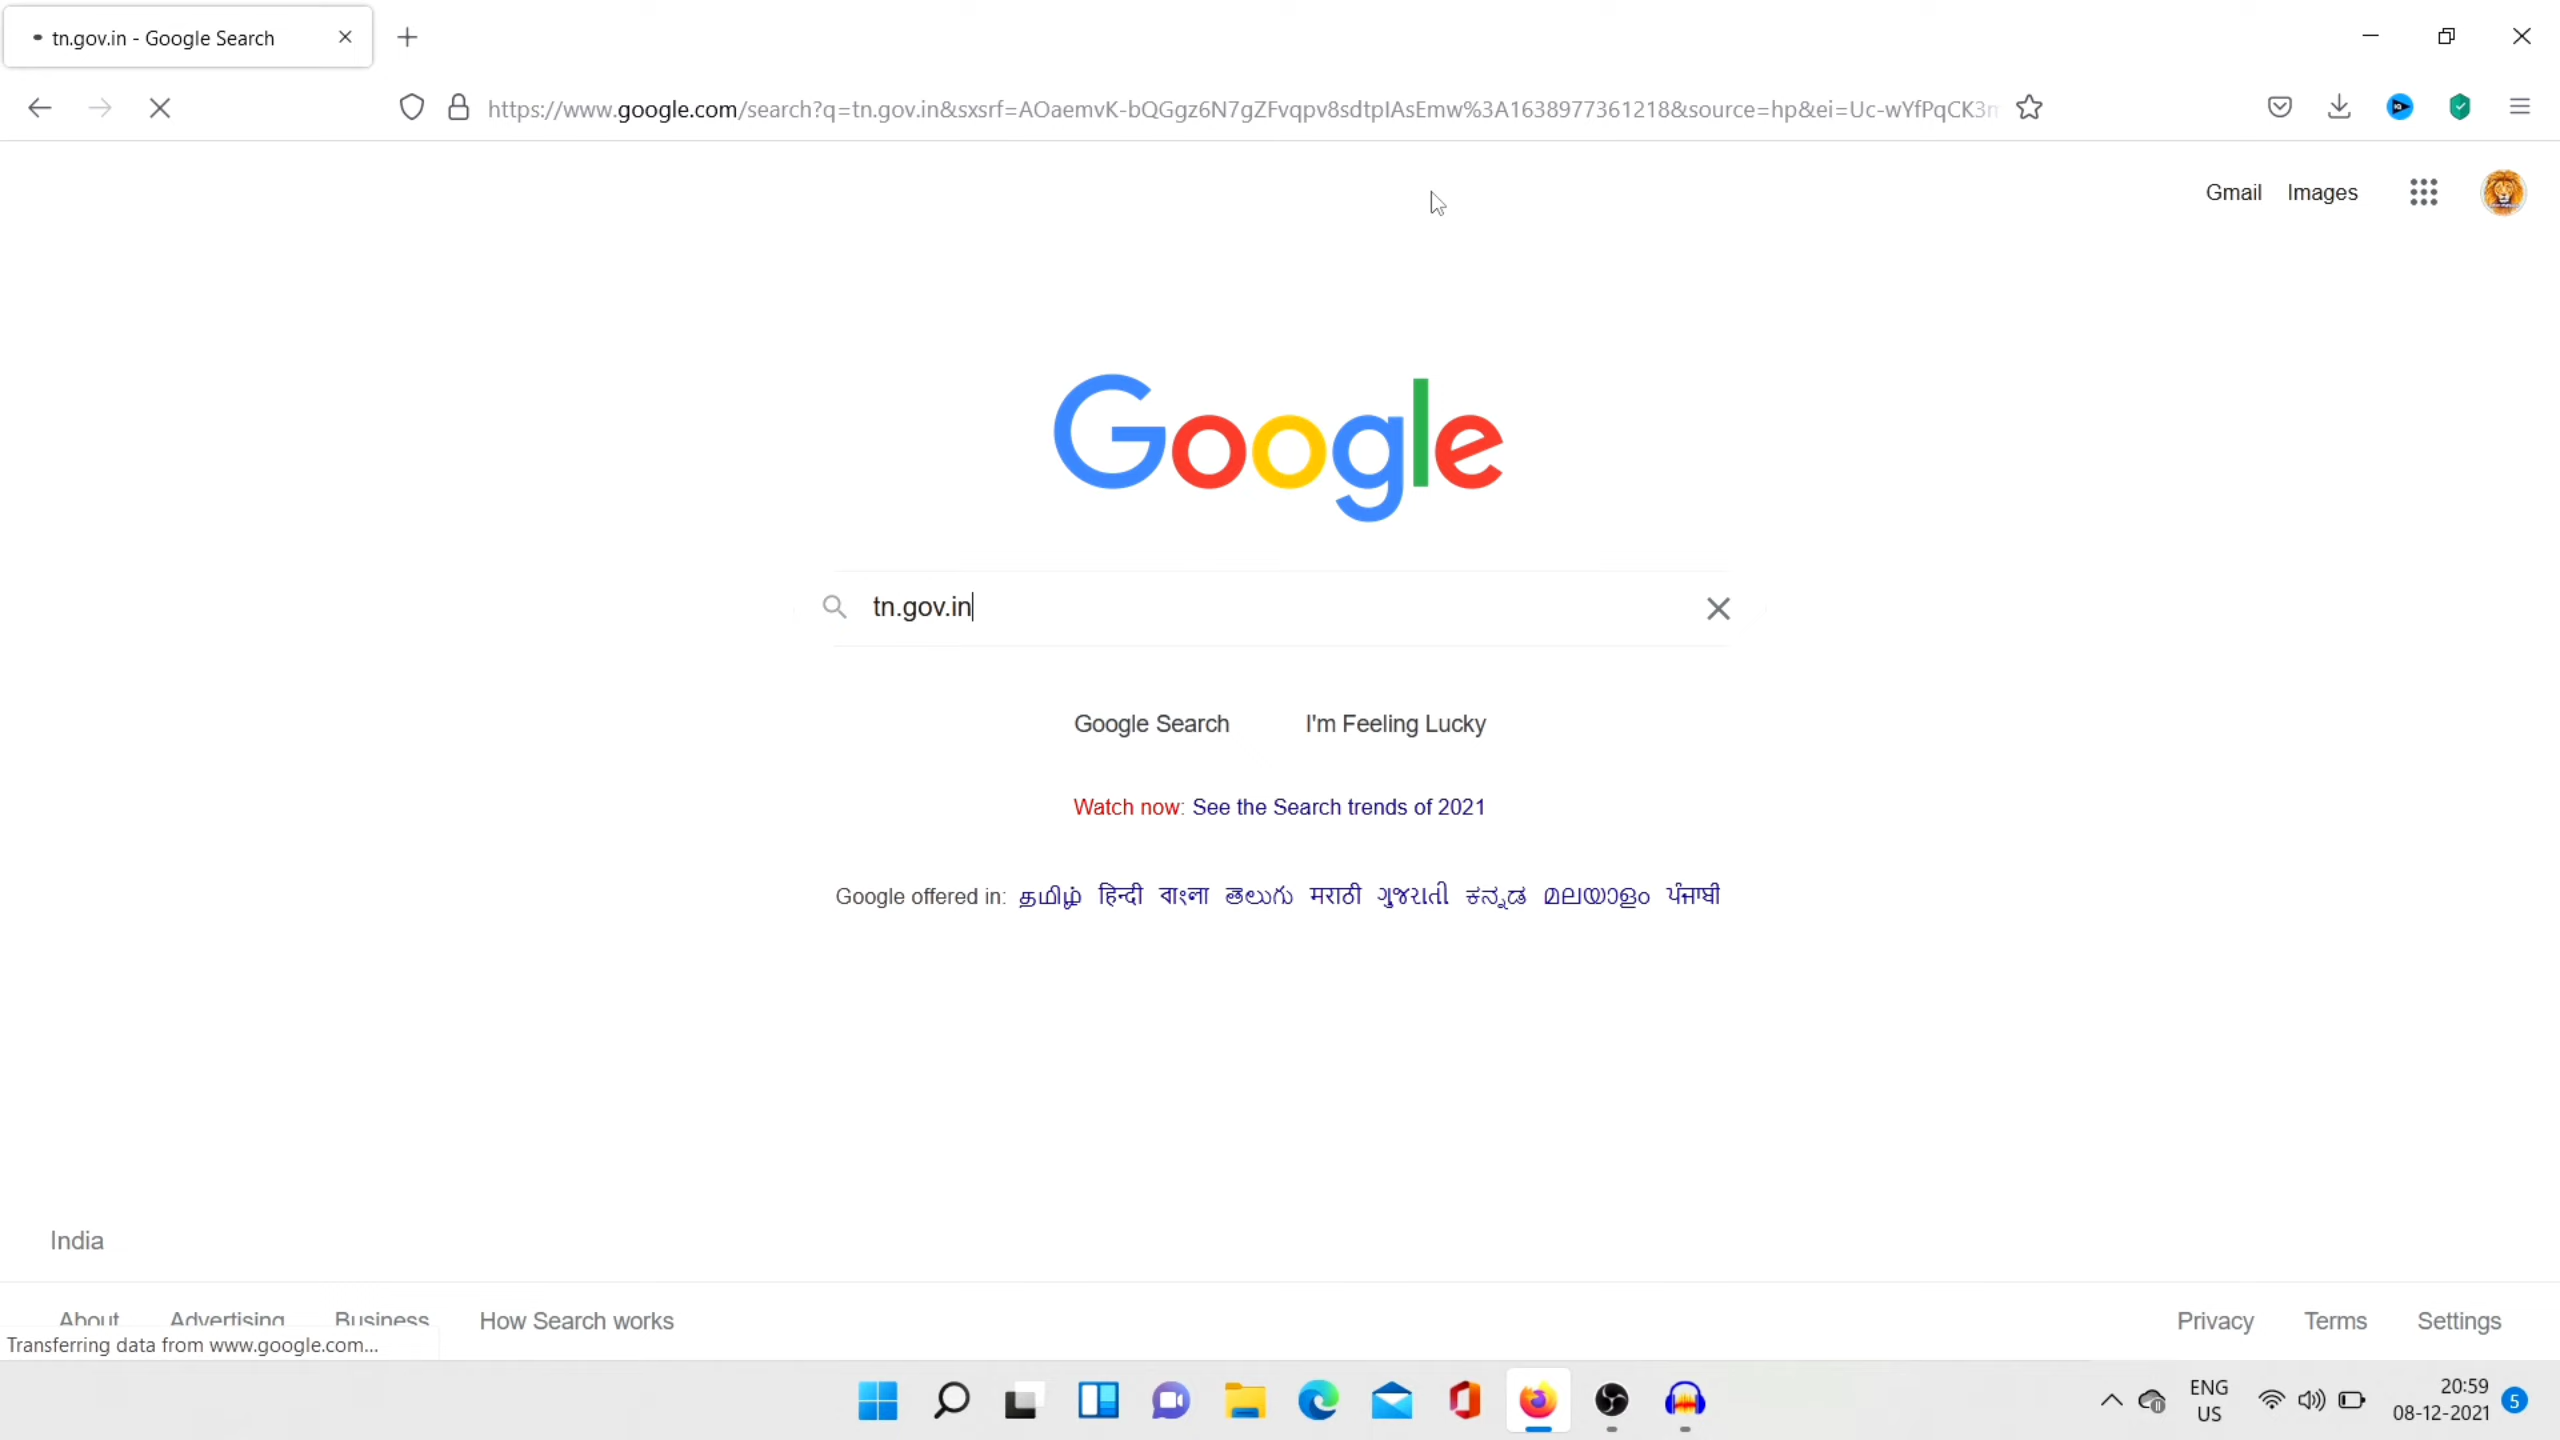 tn.gov.in - Google Search
https://www.google.com/search?q=tn.gov.in&sxsrf=AOaemvK-bQGgz6N7gZFvqpv8sdtpIAsEmw%3A1638977361218&source=hp&ei=Uc-wYfPqCK3m
Gmail Images
Google
tn.gov.in
Google Search I'm Feeling Lucky
Watch now: See the Search trends of 2021
Google offered in: தமிழ் हिन्दी বাংলা తెలుగు मराठी ગુજરાતી ಕನ್ನಡ മലയാളം ਪੰਜਾਬੀ
India
About Advertising Business How Search works Privacy Terms Settings
Transferring data from www.google.com...
ENG
US
20:59
08-12-2021
5